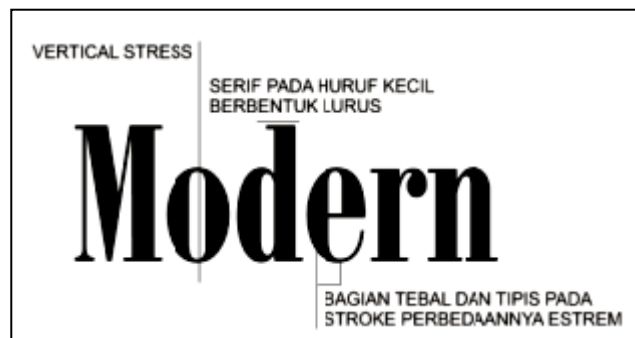 VERTICAL STRESS
SERIF PADA HURUF KECIL
BERBENTUK LURUS
Modern
BAGIAN TEBAL DAN TIPIS PADA
STROKE PERBEDAANNYA ESTREM